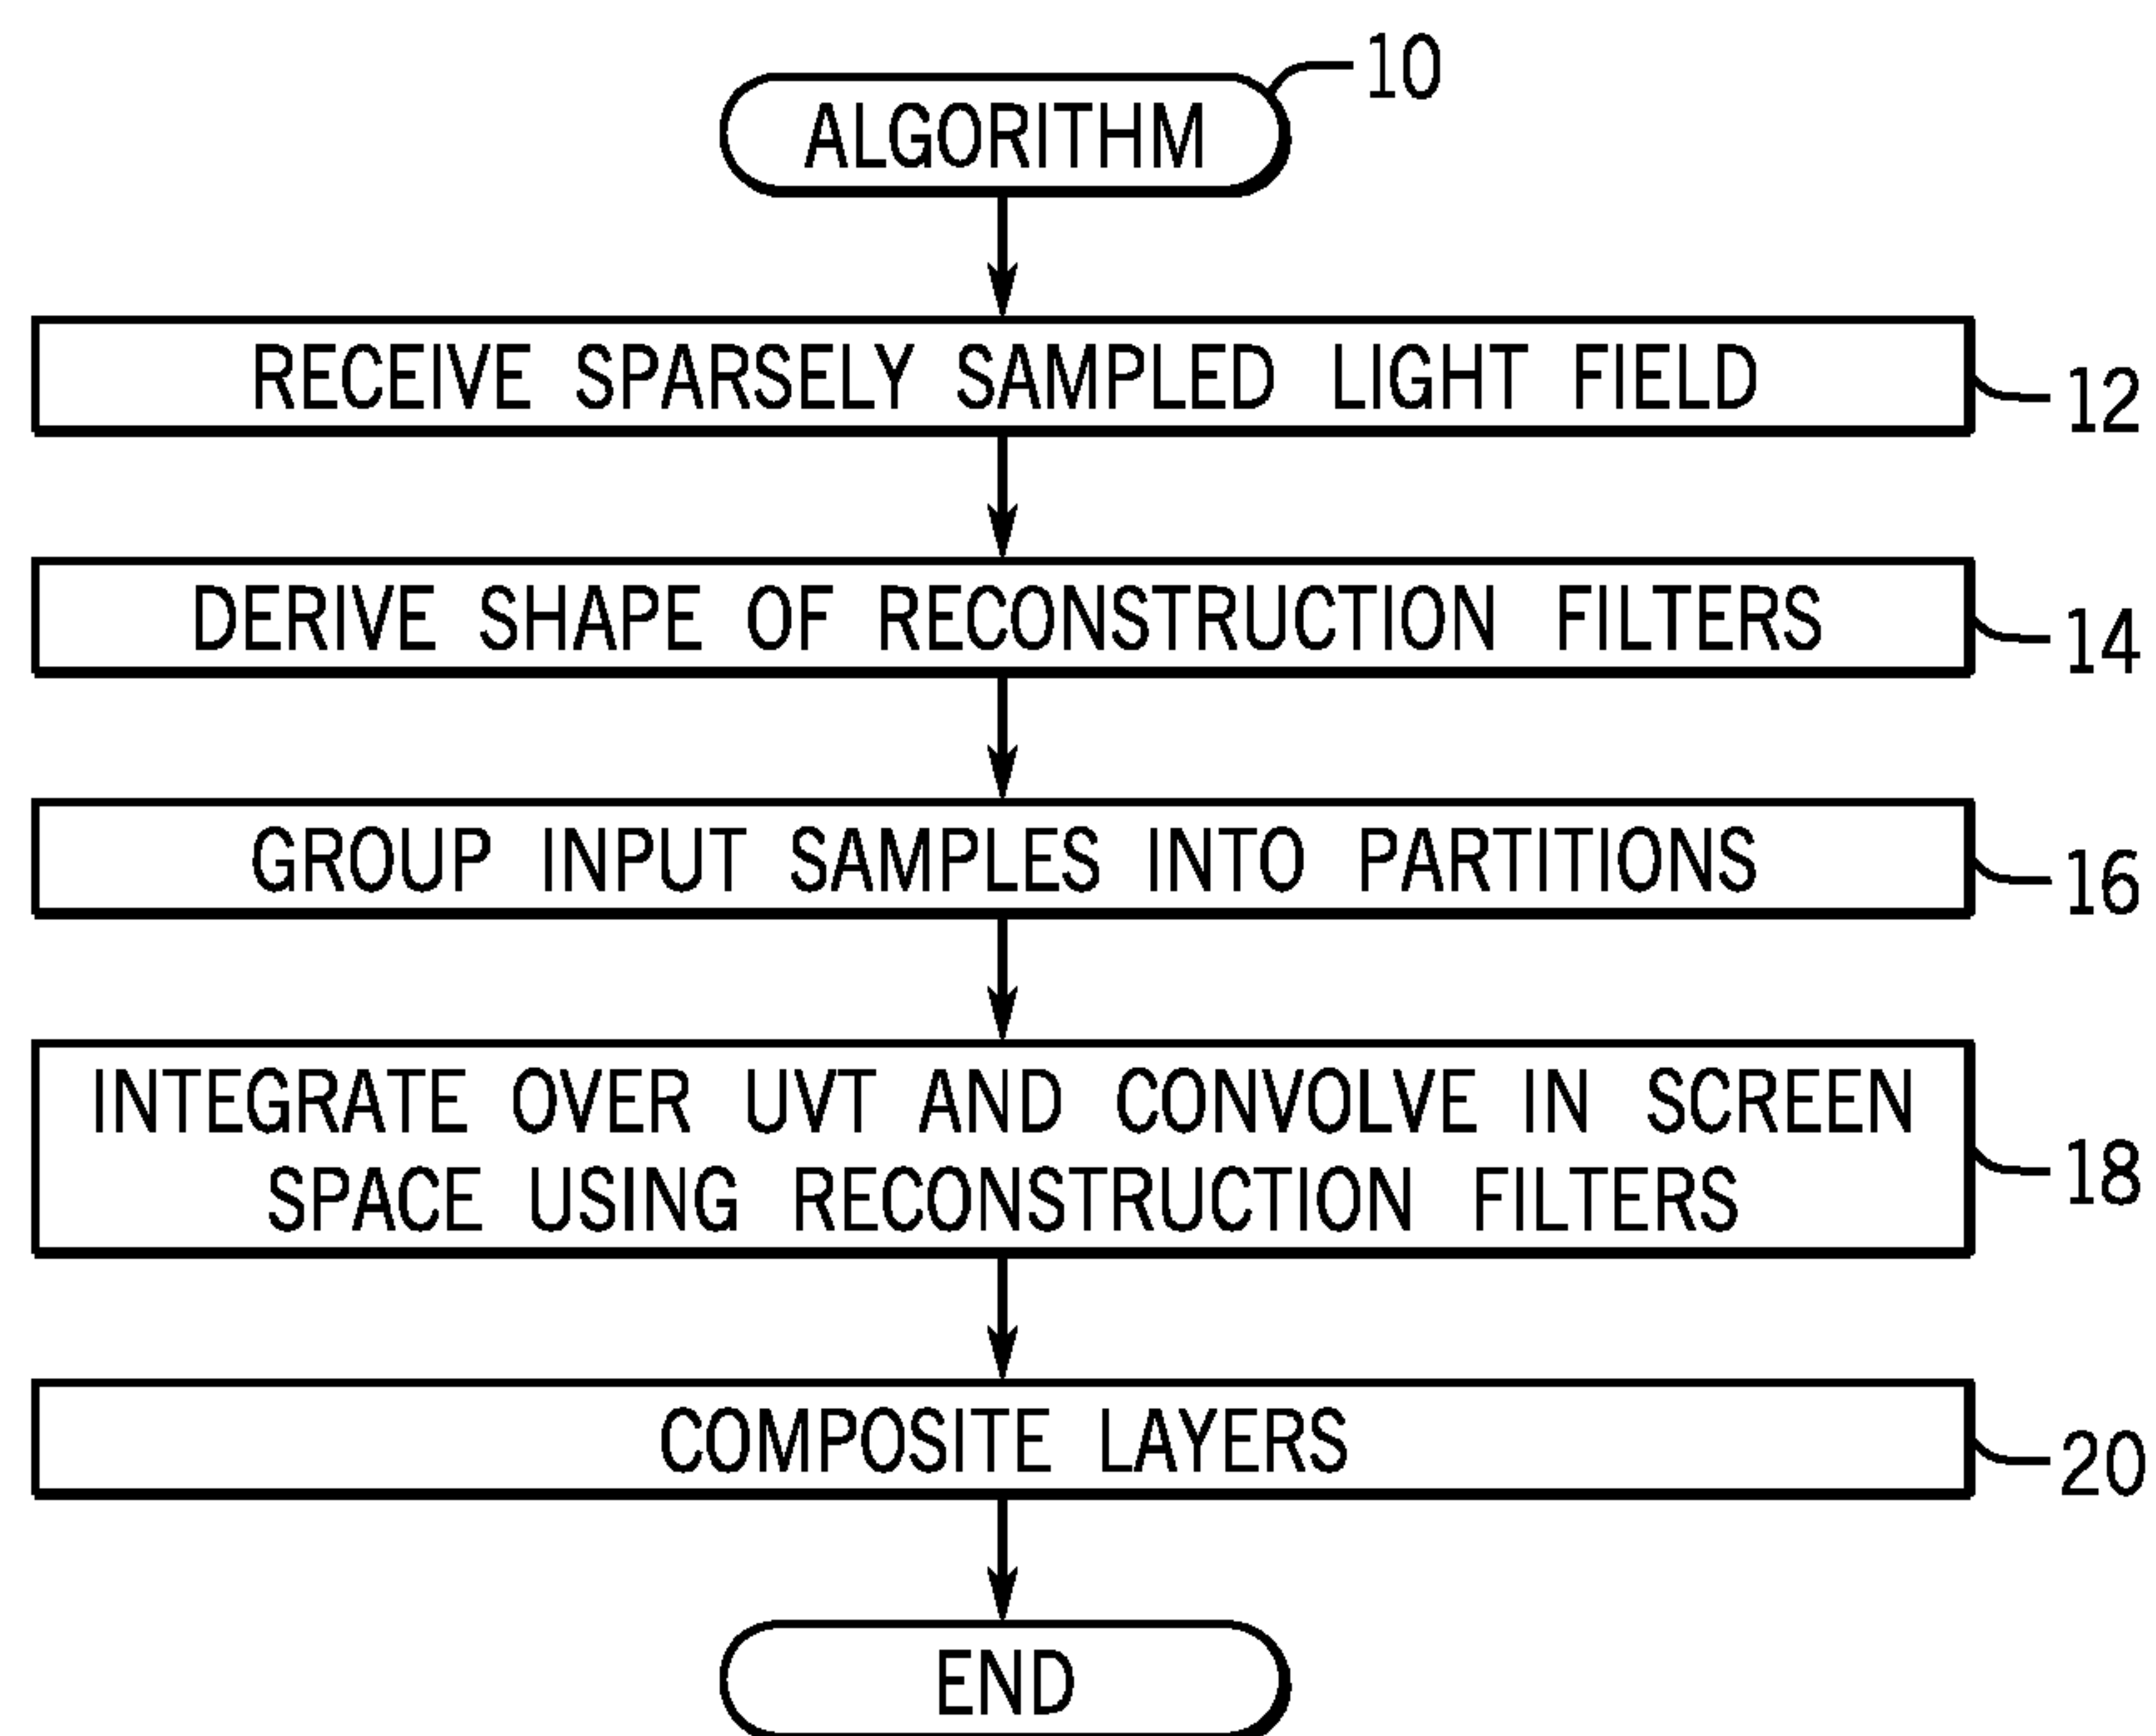 ALGORITHM
10
RECEIVE SPARSELY SAMPLED LIGHT FIELD
12
DERIVE SHAPE OF RECONSTRUCTION FILTERS
14
GROUP INPUT SAMPLES INTO PARTITIONS
16
INTEGRATE OVER UVT AND CONVOLVE IN SCREEN
SPACE USING RECONSTRUCTION FILTERS
18
COMPOSITE LAYERS
20
END